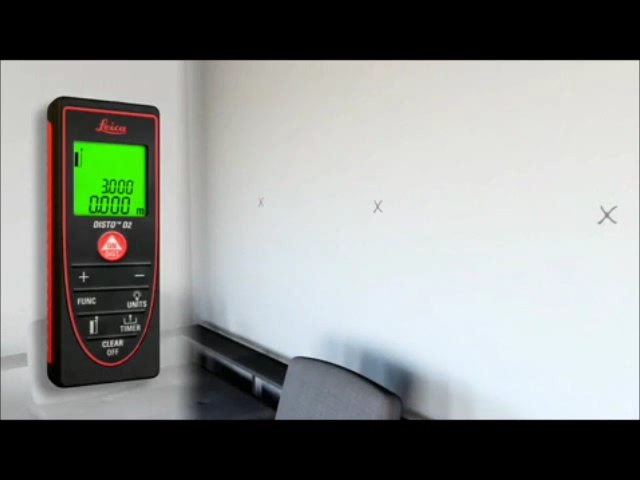 Leica
3.000
0.000 m
DISTO™ D2
ON
DIST
+ −
FUNC
UNITS
TIMER
CLEAR
OFF
X X X